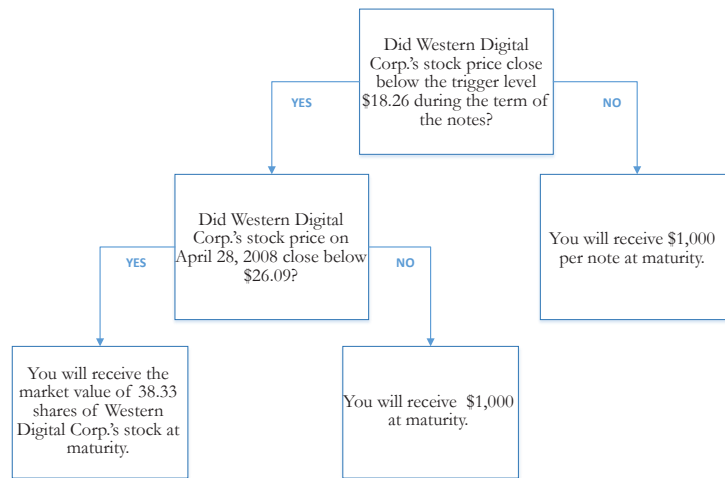 Did Western Digital
Corp.'s stock price close
below the trigger level
$18.26 during the term of
the notes?
YES
NO
Did Western Digital
Corp.'s stock price on
April 28, 2008 close below
$26.09?
You will receive $1,000
per note at maturity.
YES
NO
You will receive the
market value of 38.33
shares of Western
Digital Corp.'s stock at
maturity.
You will receive $1,000
at maturity.